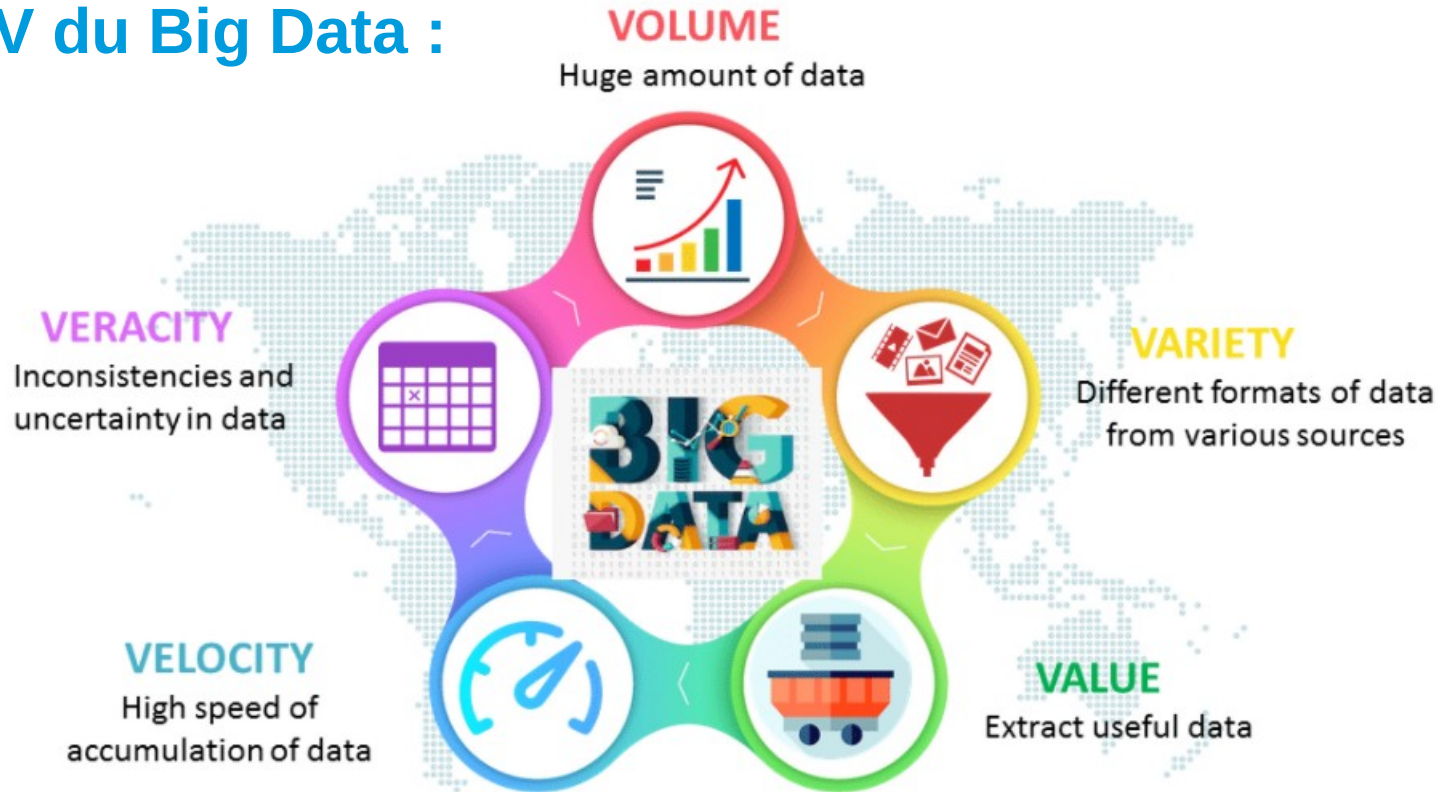 V du Big Data :
VOLUME
Huge amount of data
VERACITY
Inconsistencies and
uncertainty in data
VARIETY
Different formats of data
from various sources
BIG
DATA
VELOCITY
High speed of
accumulation of data
VALUE
Extract useful data